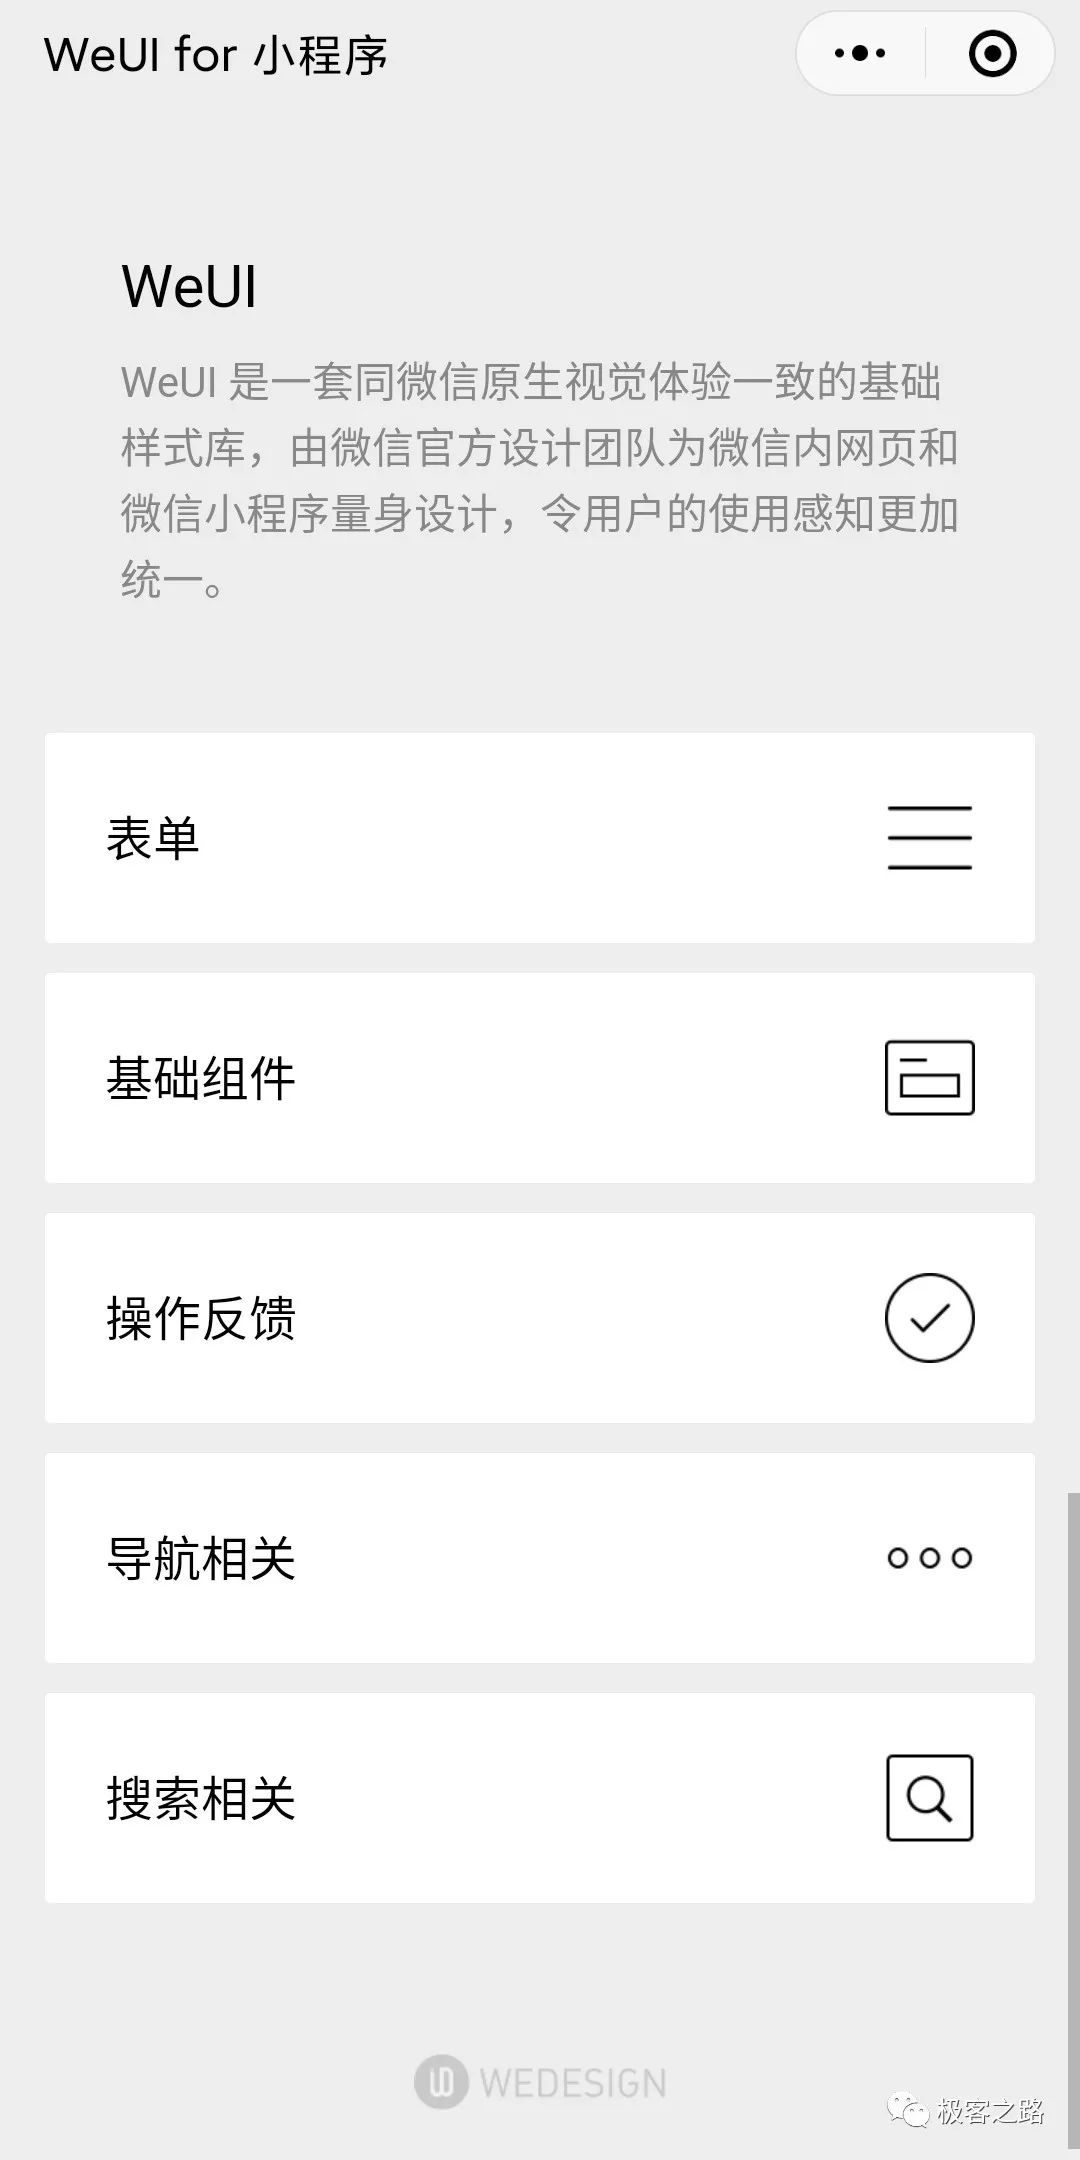 WeUI for 小程序
WeUI
WeUI 是一套同微信原生视觉体验一致的基础
样式库，由微信官方设计团队为微信内网页和
微信小程序量身设计，令用户的使用感知更加
统一。
表单
基础组件
操作反馈
导航相关
搜索相关
WEDESIGN
极客之路